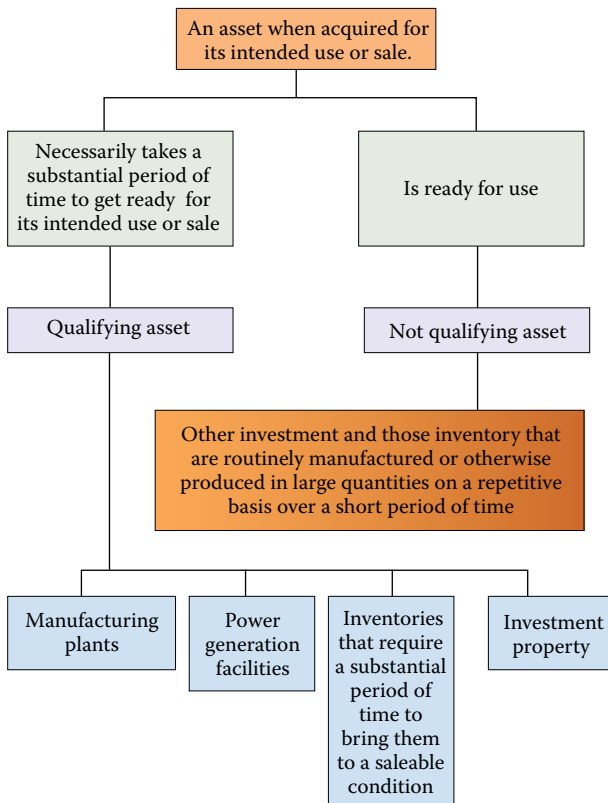 An asset when acquired for
its intended use or sale.
Necessarily takes a
substantial period of
time to get ready for
its intended use or sale
Is ready for use
Qualifying asset
Not qualifying asset
Other investment and those inventory that
are routinely manufactured or otherwise
produced in large quantities on a repetitive
basis over a short period of time
Manufacturing
plants
Power
generation
facilities
Inventories
that require
a substantial
period of
time to
bring them
to a saleable
condition
Investment
property